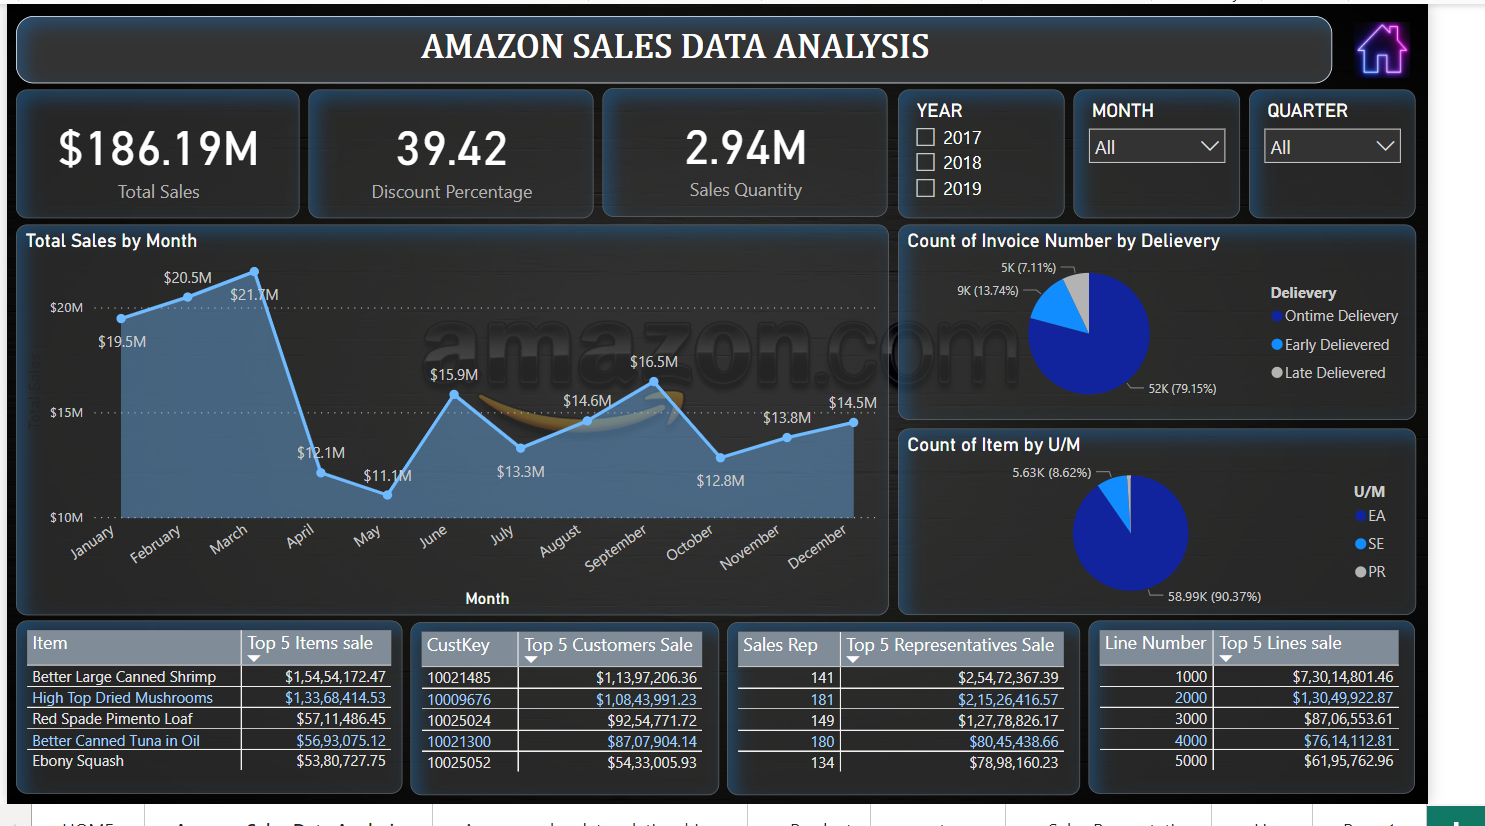 AMAZON SALES DATA ANALYSIS
$186.19M
Total Sales
39.42
Discount Percentage
2.94M
Sales Quantity
YEAR
2017
2018
2019
MONTH
All
QUARTER
All
Total Sales by Month
$20M
$15M
$10M
$19.5M
$20.5M
$21.7M
$12.1M
$11.1M
$15.9M
$13.3M
$14.6M
$16.5M
$12.8M
$13.8M
$14.5M
Total Sales
amazon.com
January
February
March
April
May
June
July
August
September
October
November
December
Month
Count of Invoice Number by Delievery
5K (7.11%)
9K (13.74%)
52K (79.15%)
Delievery
Ontime Delievery
Early Delievered
Late Delievered
Count of Item by U/M
5.63K (8.62%)
58.99K (90.37%)
U/M
EA
SE
PR
Item Top 5 Items sale
Better Large Canned Shrimp $1,54,54,172.47
High Top Dried Mushrooms $1,33,68,414.53
Red Spade Pimento Loaf $57,11,486.45
Better Canned Tuna in Oil $56,93,075.12
Ebony Squash $53,80,727.75
CustKey Top 5 Customers Sale
10021485 $1,13,97,206.36
10009676 $1,08,43,991.23
10025024 $92,54,771.72
10021300 $87,07,904.14
10025052 $54,33,005.93
Sales Rep Top 5 Representatives Sale
141 $2,54,72,367.39
181 $2,15,26,416.57
149 $1,27,78,826.17
180 $80,45,438.66
134 $78,98,160.23
Line Number Top 5 Lines sale
1000 $7,30,14,801.46
2000 $1,30,49,922.87
3000 $87,06,553.61
4000 $76,14,112.81
5000 $61,95,762.96